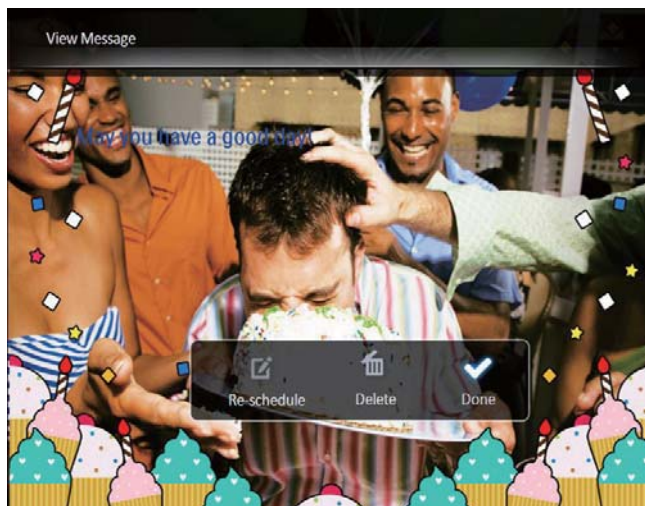 View Message
May you have a good day!
Re-schedule
Delete
Done